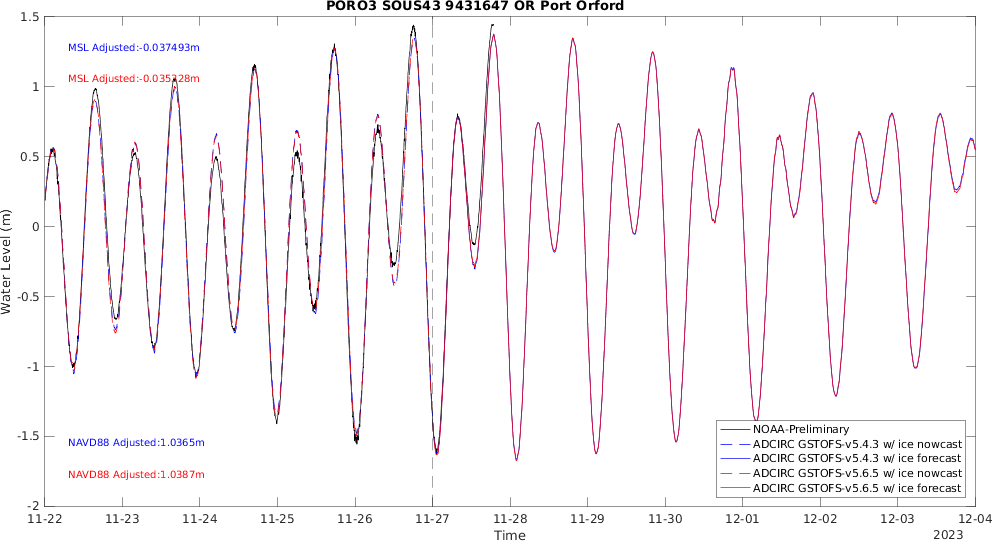 PORO3 SOUS43 9431647 OR Port Orford
1.5
1
0.5
0
-0.5
-1
-1.5
-2
Water Level (m)
MSL Adjusted:-0.037493m
MSL Adjusted:-0.035228m
NAVD88 Adjusted:1.0365m
NAVD88 Adjusted:1.0387m
NOAA-Preliminary
ADCIRC GSTOFS-v5.4.3 w/ ice nowcast
ADCIRC GSTOFS-v5.4.3 w/ ice forecast
ADCIRC GSTOFS-v5.6.5 w/ ice nowcast
ADCIRC GSTOFS-v5.6.5 w/ ice forecast
11-22 11-23 11-24 11-25 11-26 11-27 11-28 11-29 11-30 12-01 12-02 12-03 12-04
Time
2023